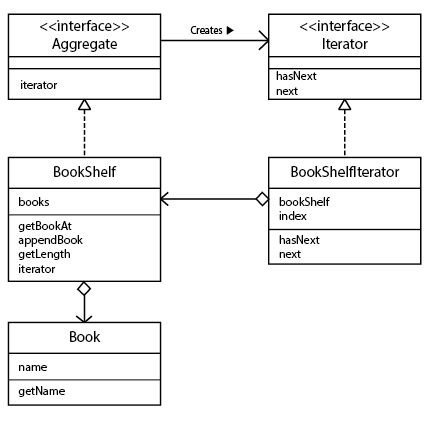 <<interface>>
Aggregate
iterator
Creates ▶
<<interface>>
Iterator
hasNext
next
BookShelf
books
getBookAt
appendBook
getLength
iterator
BookShelfIterator
bookShelf
index
hasNext
next
Book
name
getName